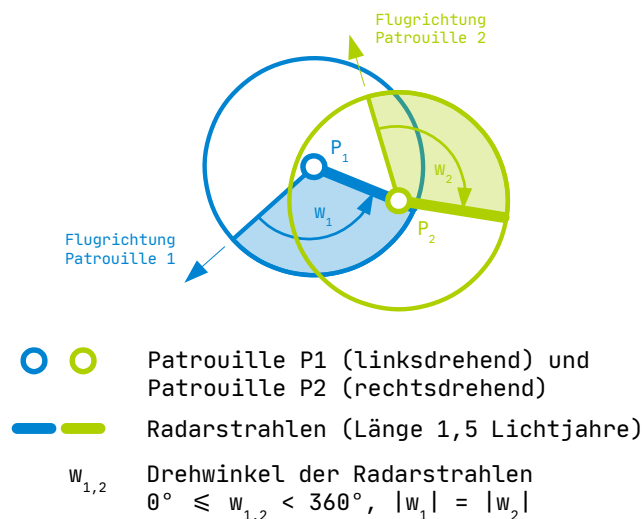 Flugrichtung
Patrouille 2
P₁
w₂
w₁
P₂
Flugrichtung
Patrouille 1
Patrouille P1 (linksdrehend) und
Patrouille P2 (rechtsdrehend)
Radarstrahlen (Länge 1,5 Lichtjahre)
w₁,₂ Drehwinkel der Radarstrahlen
0° ⩽ w₁,₂ < 360°, |w₁| = |w₂|